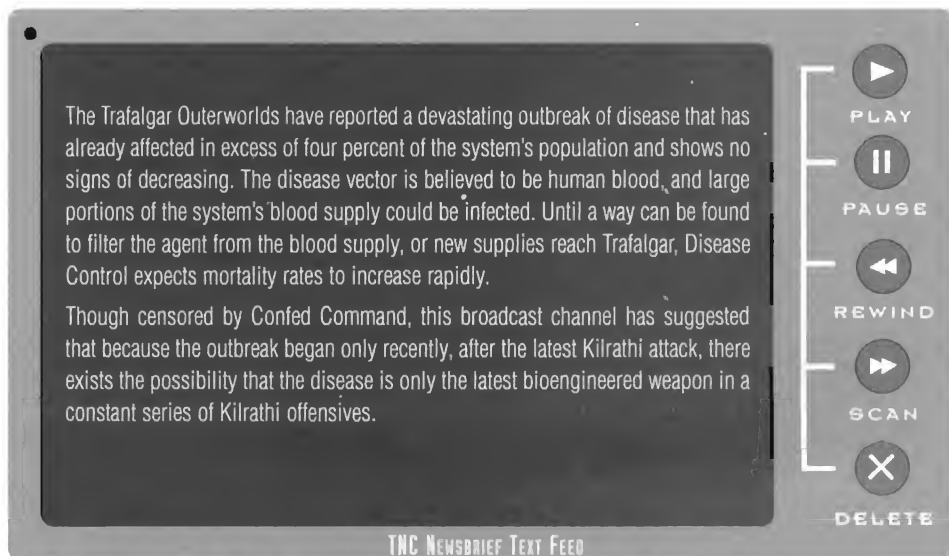 The Trafalgar Outerworlds have reported a devastating outbreak of disease that has
already affected in excess of four percent of the system's population and shows no
signs of decreasing. The disease vector is believed to be human blood, and large
portions of the system's blood supply could be infected. Until a way can be found
to filter the agent from the blood supply, or new supplies reach Trafalgar, Disease
Control expects mortality rates to increase rapidly.
Though censored by Confed Command, this broadcast channel has suggested
that because the outbreak began only recently, after the latest Kilrathi attack, there
exists the possibility that the disease is only the latest bioengineered weapon in a
constant series of Kilrathi offensives.
PLAY
PAUSE
REWIND
SCAN
DELETE
TNC NEWSBRIEF TEXT FEED